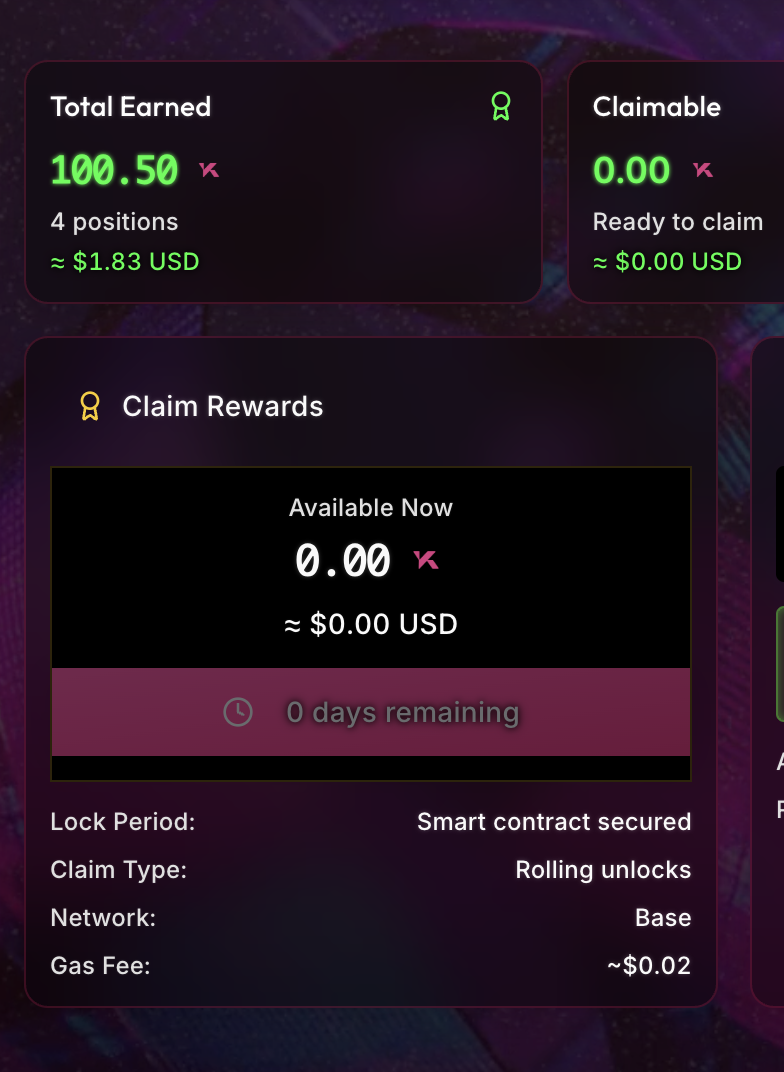 Total Earned
100.50
4 positions
≈ $1.83 USD
Claimable
0.00
Ready to claim
≈ $0.00 USD
Claim Rewards
Available Now
0.00
≈ $0.00 USD
0 days remaining
Lock Period: Smart contract secured
Claim Type: Rolling unlocks
Network: Base
Gas Fee: ~$0.02